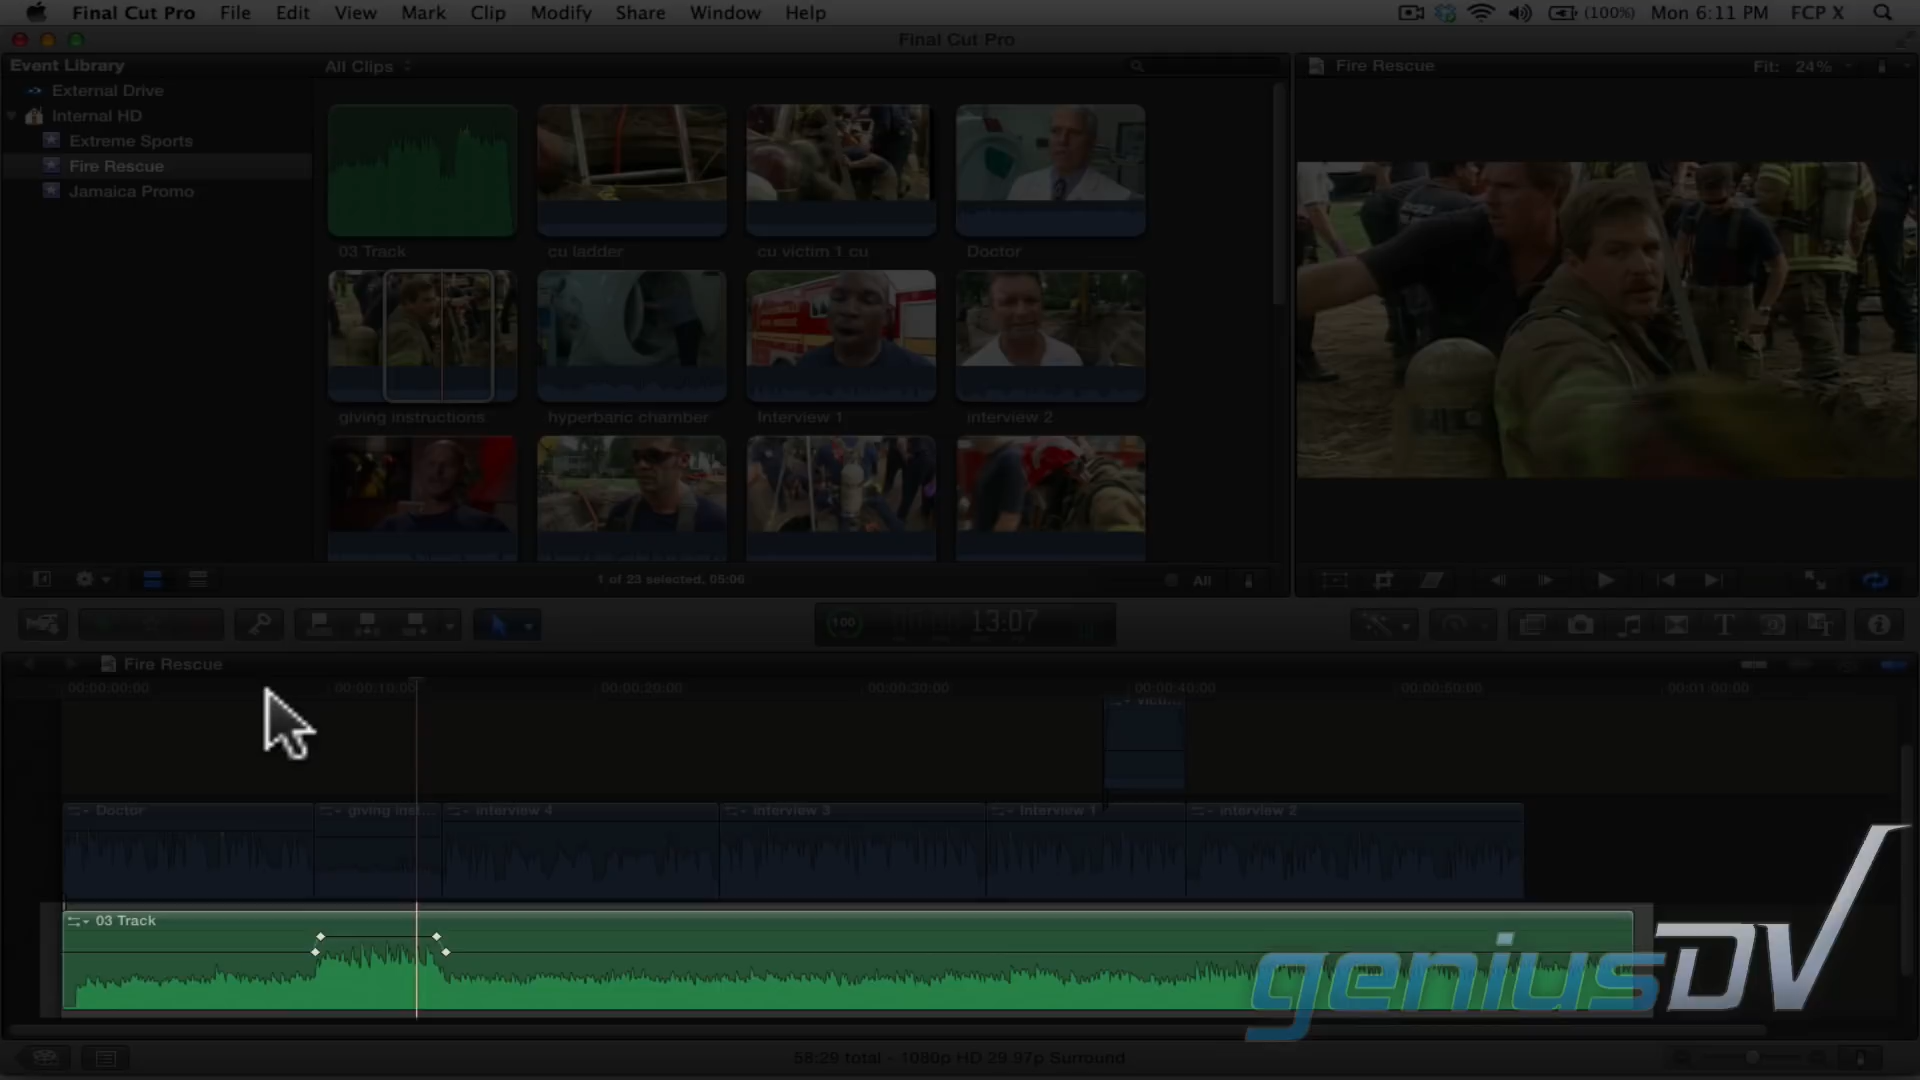 Final Cut Pro File Edit View Mark Clip Modify Share Window Help (100%) Mon 6:11 PM FCP X
Final Cut Pro
Event Library All Clips Fire Rescue Fit: 24%
External Drive
Internal HD
Extreme Sports
Fire Rescue
Jamaica Promo
03 Track cu ladder cu victim 1 cu Doctor
giving instructions hyperbaric chamber Interview 1 interview 2
1 of 23 selected, 05:06 All
100 13:07
Fire Rescue
00:00:00:00 00:00:10:00 00:00:20:00 00:00:30:00 00:00:40:00 00:00:50:00 00:01:00:00
victi...
Doctor giving inst... interview 4 Interview 3 Interview 1 interview 2
03 Track
geniusDV
58:29 total - 1080p HD 29.97p Surround